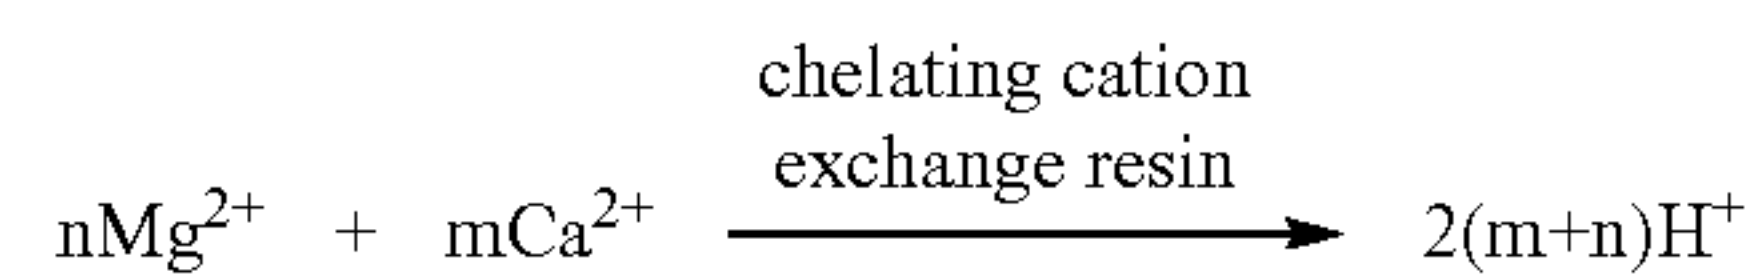 chelating cation
exchange resin
nMg²⁺ + mCa²⁺ ⟶ 2(m+n)H⁺